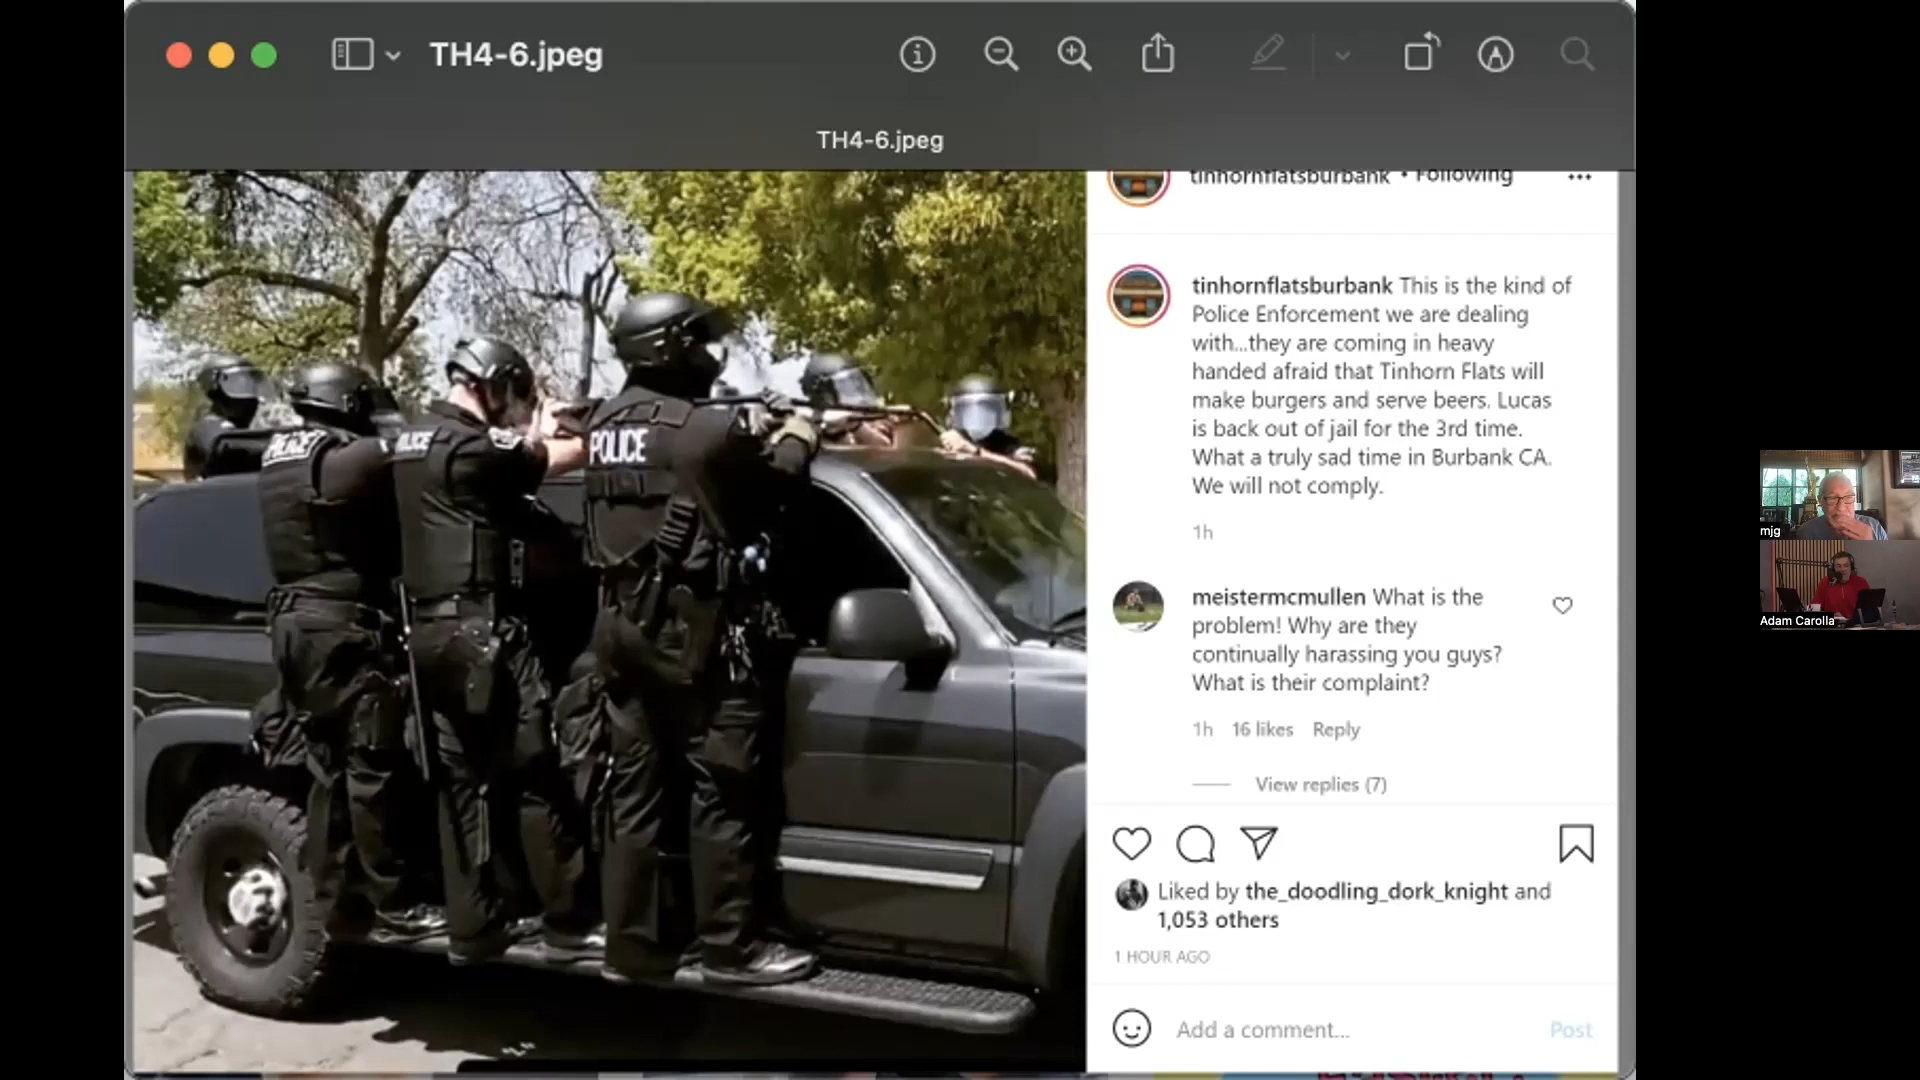 TH4-6.jpeg
TH4-6.jpeg
tinhornflatsburbank • Following
tinhornflatsburbank This is the kind of
Police Enforcement we are dealing
with...they are coming in heavy
handed afraid that Tinhorn Flats will
make burgers and serve beers. Lucas
is back out of jail for the 3rd time.
What a truly sad time in Burbank CA.
We will not comply.
1h
meistermcmullen What is the
problem! Why are they
continually harassing you guys?
What is their complaint?
1h 16 likes Reply
View replies (7)
Liked by the_doodling_dork_knight and
1,053 others
1 HOUR AGO
Add a comment... Post
POLICE
POLICE
mjg
Adam Carolla